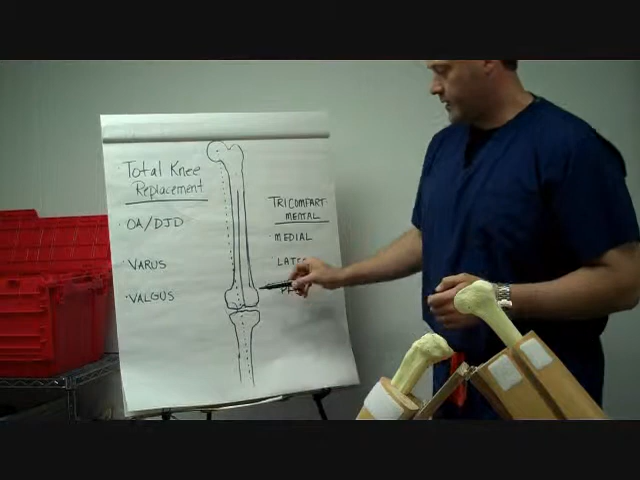 Total Knee
Replacement
· OA/DJD
· VARUS
· VALGUS
TRICOMPART-
MENTAL
· MEDIAL